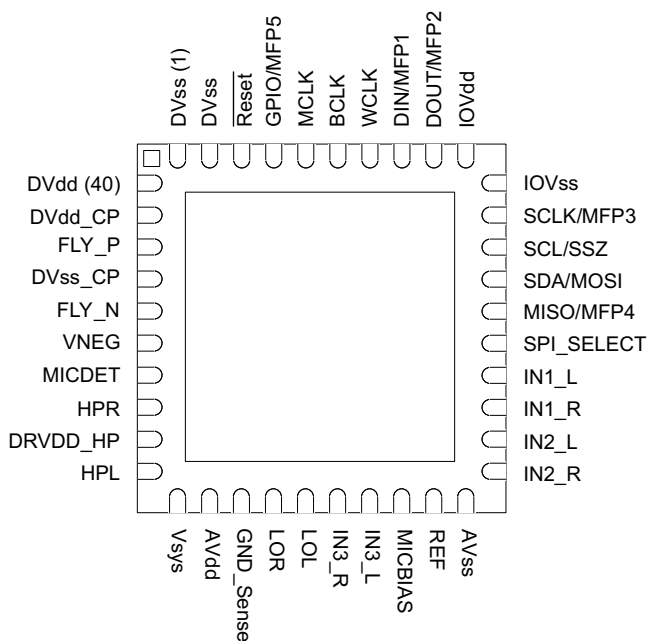 DVss (1)
DVss
Reset
GPIO/MFP5
MCLK
BCLK
WCLK
DIN/MFP1
DOUT/MFP2
IOVdd
DVdd (40)
DVdd_CP
FLY_P
DVss_CP
FLY_N
VNEG
MICDET
HPR
DRVDD_HP
HPL
IOVss
SCLK/MFP3
SCL/SSZ
SDA/MOSI
MISO/MFP4
SPI_SELECT
IN1_L
IN1_R
IN2_L
IN2_R
Vsys
AVdd
GND_Sense
LOR
LOL
IN3_R
IN3_L
MICBIAS
REF
AVss